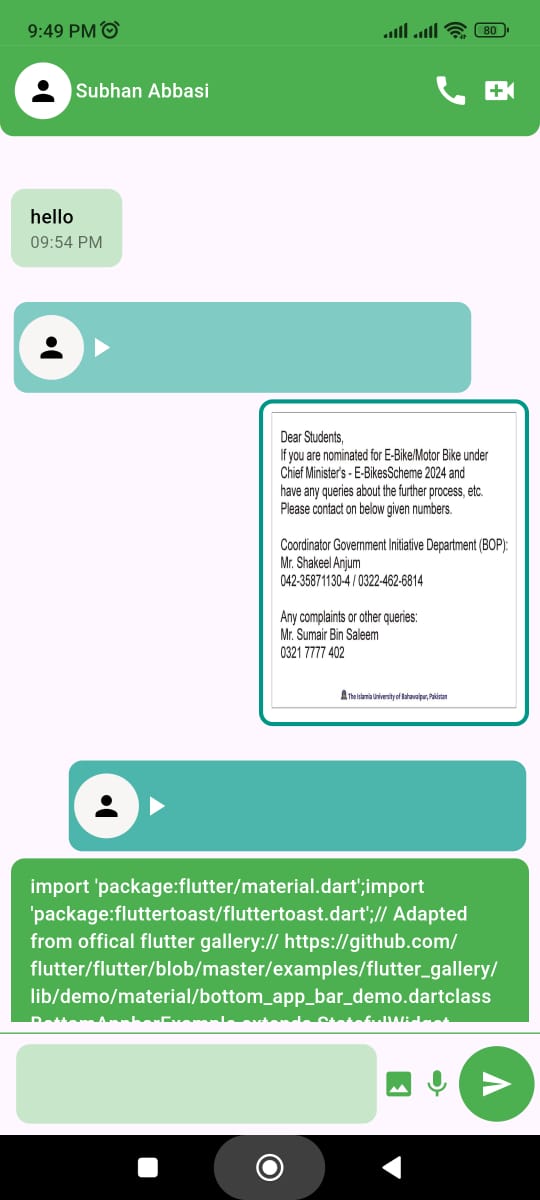 9:49 PM
80
Subhan Abbasi
hello
09:54 PM
Dear Students,
If you are nominated for E-Bike/Motor Bike under
Chief Minister's - E-BikesScheme 2024 and
have any queries about the further process, etc.
Please contact on below given numbers.
Coordinator Government Initiative Department (BOP):
Mr. Shakeel Anjum
042-35871130-4 / 0322-462-6814
Any complaints or other queries:
Mr. Sumair Bin Saleem
0321 7777 402
The Islamia University of Bahawalpur, Pakistan
import 'package:flutter/material.dart';import
'package:fluttertoast/fluttertoast.dart';// Adapted
from offical flutter gallery:// https://github.com/
flutter/flutter/blob/master/examples/flutter_gallery/
lib/demo/material/bottom_app_bar_demo.dartclass
BottomAppbarExample extends StatefulWidget